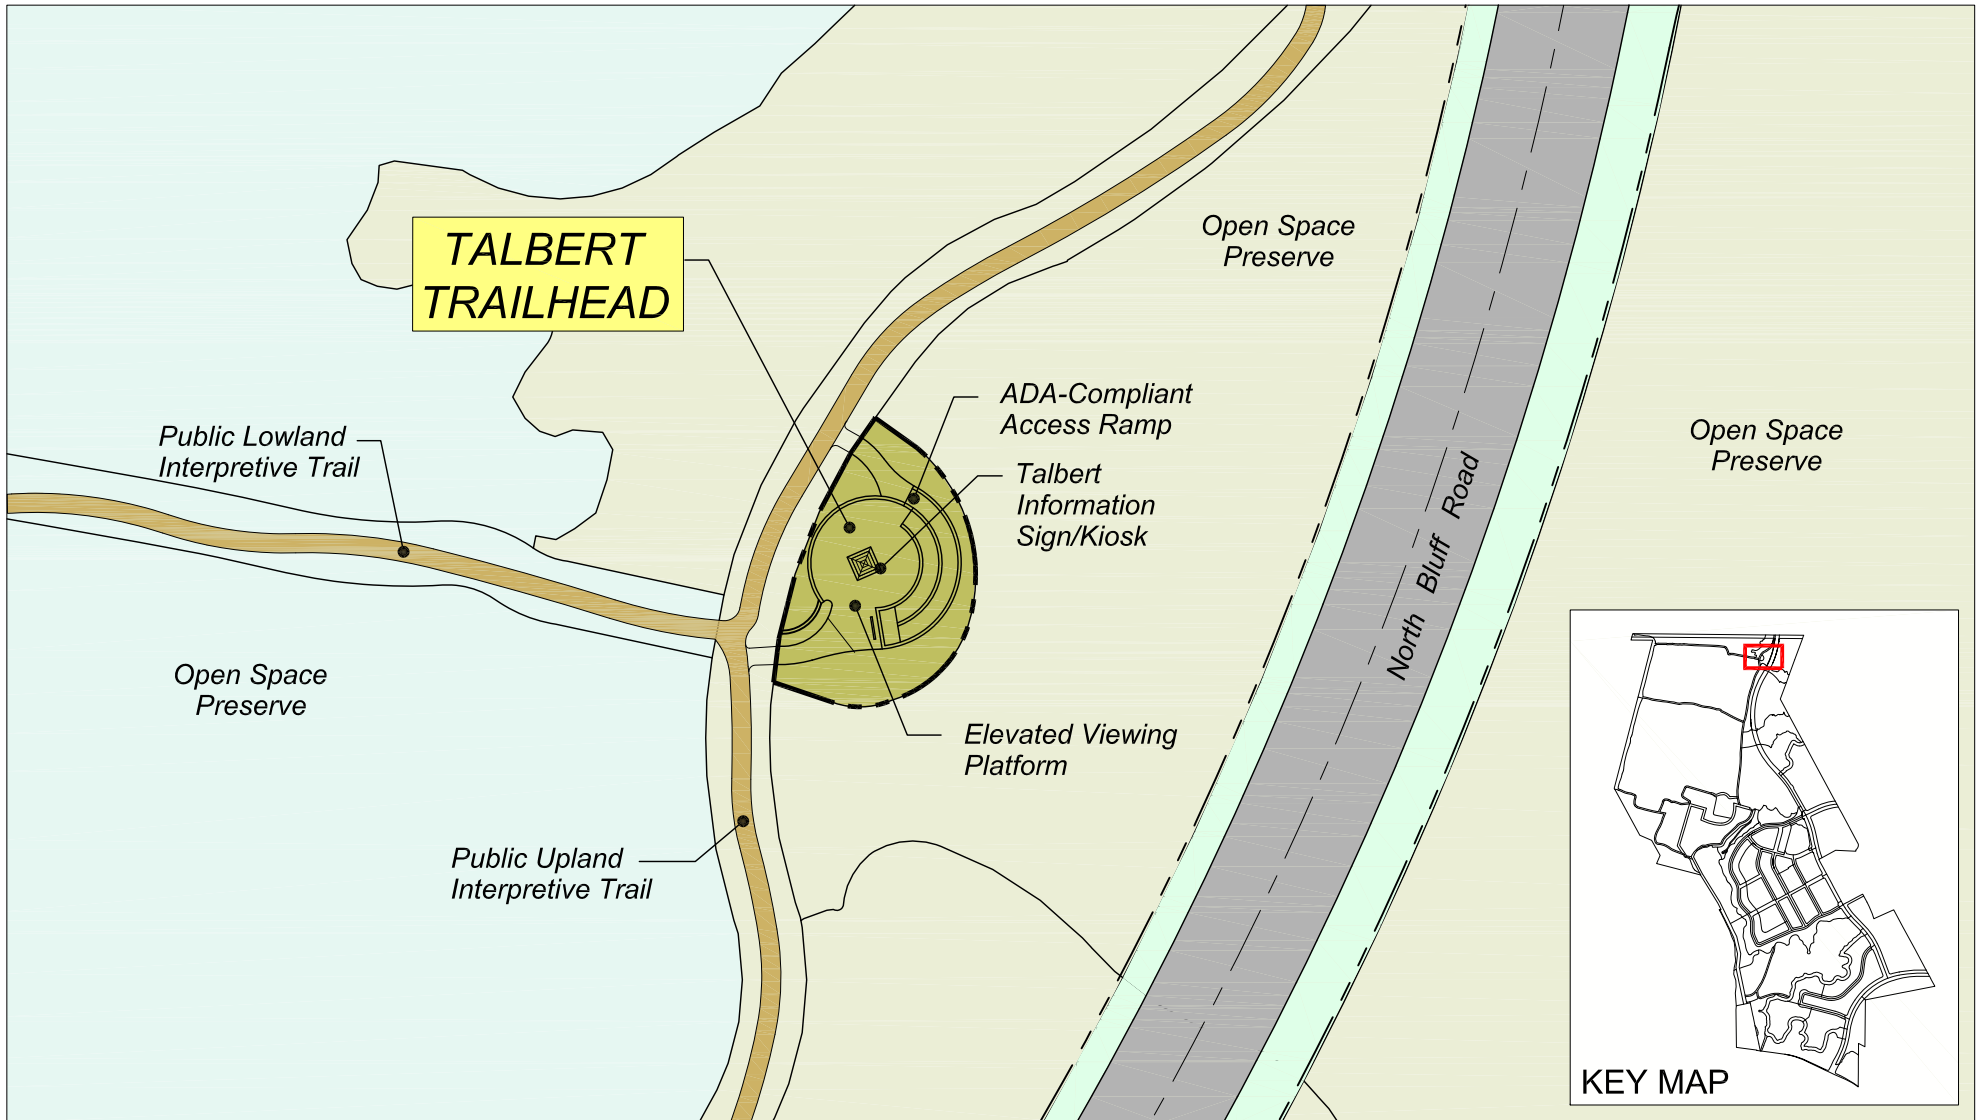 TALBERT
TRAILHEAD
Open Space
Preserve
ADA-Compliant
Access Ramp
Public Lowland
Interpretive Trail
Talbert
Information
Sign/Kiosk
Open Space
Preserve
North Bluff Road
Open Space
Preserve
Elevated Viewing
Platform
Public Upland
Interpretive Trail
KEY MAP